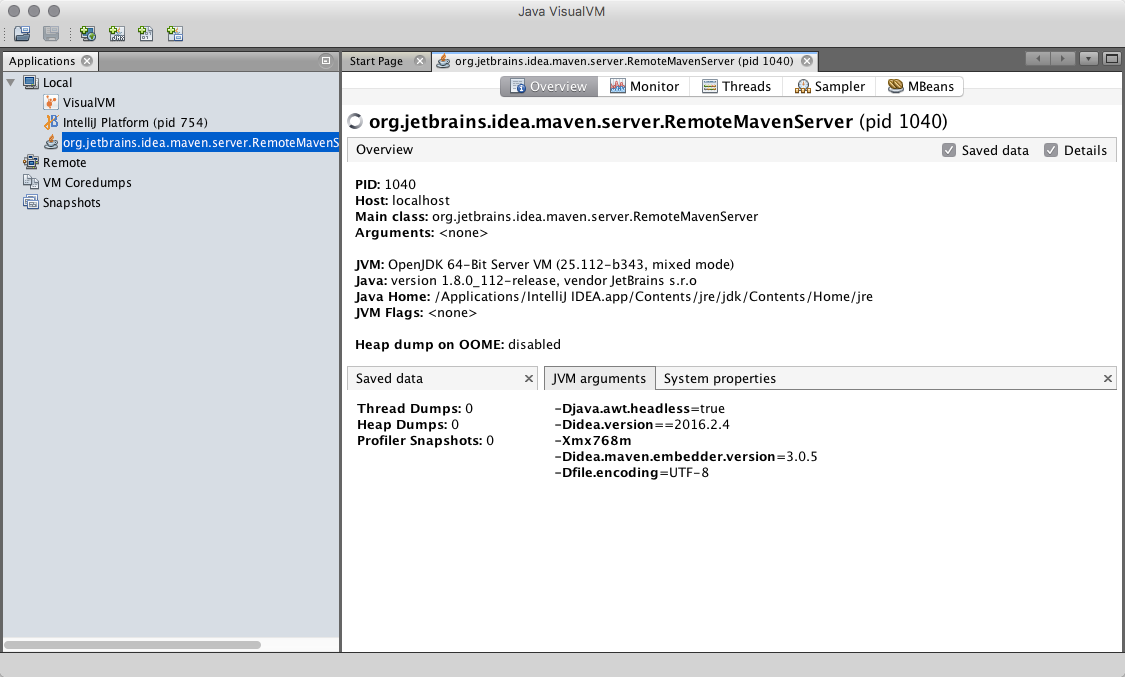 Java VisualVM
Applications
Local
VisualVM
IntelliJ Platform (pid 754)
org.jetbrains.idea.maven.server.RemoteMavenS
Remote
VM Coredumps
Snapshots
Start Page
org.jetbrains.idea.maven.server.RemoteMavenServer (pid 1040)
Overview Monitor Threads Sampler MBeans
org.jetbrains.idea.maven.server.RemoteMavenServer (pid 1040)
Overview
Saved data Details
PID: 1040
Host: localhost
Main class: org.jetbrains.idea.maven.server.RemoteMavenServer
Arguments: <none>
JVM: OpenJDK 64-Bit Server VM (25.112-b343, mixed mode)
Java: version 1.8.0_112-release, vendor JetBrains s.r.o
Java Home: /Applications/IntelliJ IDEA.app/Contents/jre/jdk/Contents/Home/jre
JVM Flags: <none>
Heap dump on OOME: disabled
Saved data
Thread Dumps: 0
Heap Dumps: 0
Profiler Snapshots: 0
JVM arguments System properties
-Djava.awt.headless=true
-Didea.version==2016.2.4
-Xmx768m
-Didea.maven.embedder.version=3.0.5
-Dfile.encoding=UTF-8